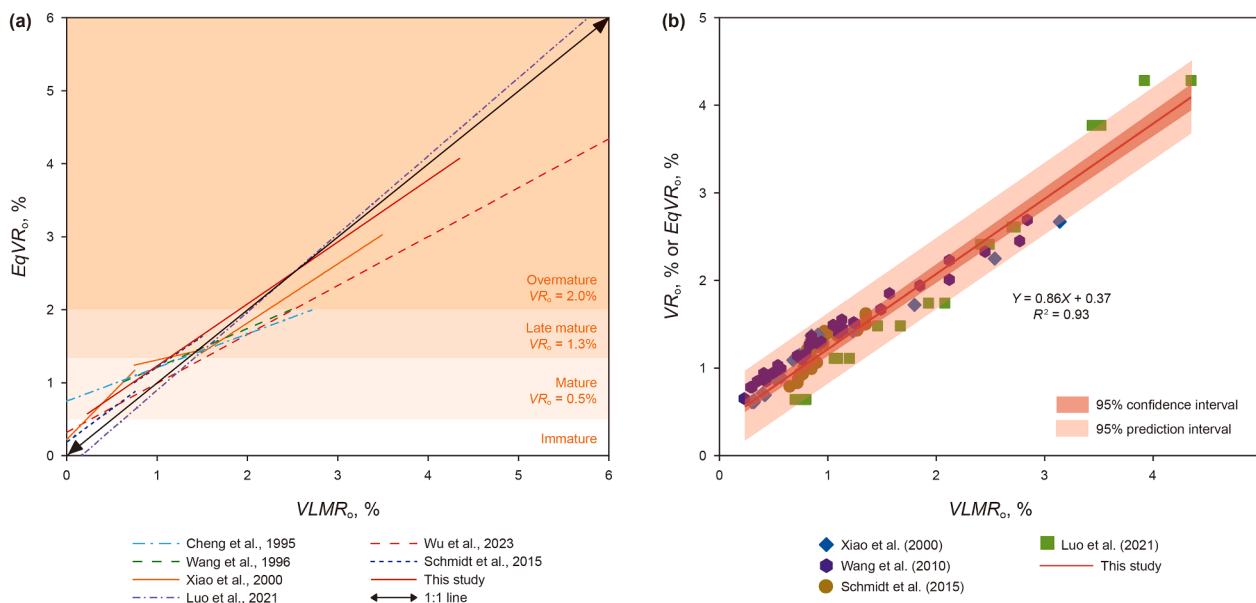 (a)
6
5
4
3
2
1
0
EqVRₒ, %
0 1 2 3 4 5 6
VLMRₒ, %
Overmature
VRₒ = 2.0%
Late mature
VRₒ = 1.3%
Mature
VRₒ = 0.5%
Immature
Cheng et al., 1995
Wang et al., 1996
Xiao et al., 2000
Luo et al., 2021
Wu et al., 2023
Schmidt et al., 2015
This study
1:1 line
(b)
5
4
3
2
1
0
VRₒ, % or EqVRₒ, %
0 1 2 3 4
VLMRₒ, %
Y = 0.86X + 0.37
R² = 0.93
95% confidence interval
95% prediction interval
Xiao et al. (2000)
Wang et al. (2010)
Schmidt et al. (2015)
Luo et al. (2021)
This study